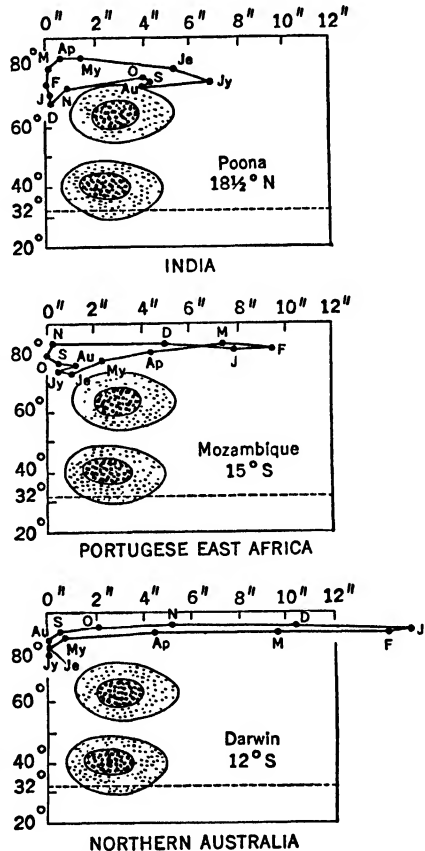 0" 2" 4" 6" 8" 10" 12"
80° M Ap My Je
F O S Jy
J N Au
60° D
Poona
40° 18½° N
32°
20°
INDIA
0" 2" 4" 6" 8" 10" 12"
N D M
80° S Au Ap J F
O Jy Je My
60°
Mozambique
40° 15° S
32°
20°
PORTUGESE EAST AFRICA
0" 2" 4" 6" 8" 10" 12"
Au S O N D J
My Ap M F
80° Jy Je
60°
Darwin
40° 12° S
32°
20°
NORTHERN AUSTRALIA